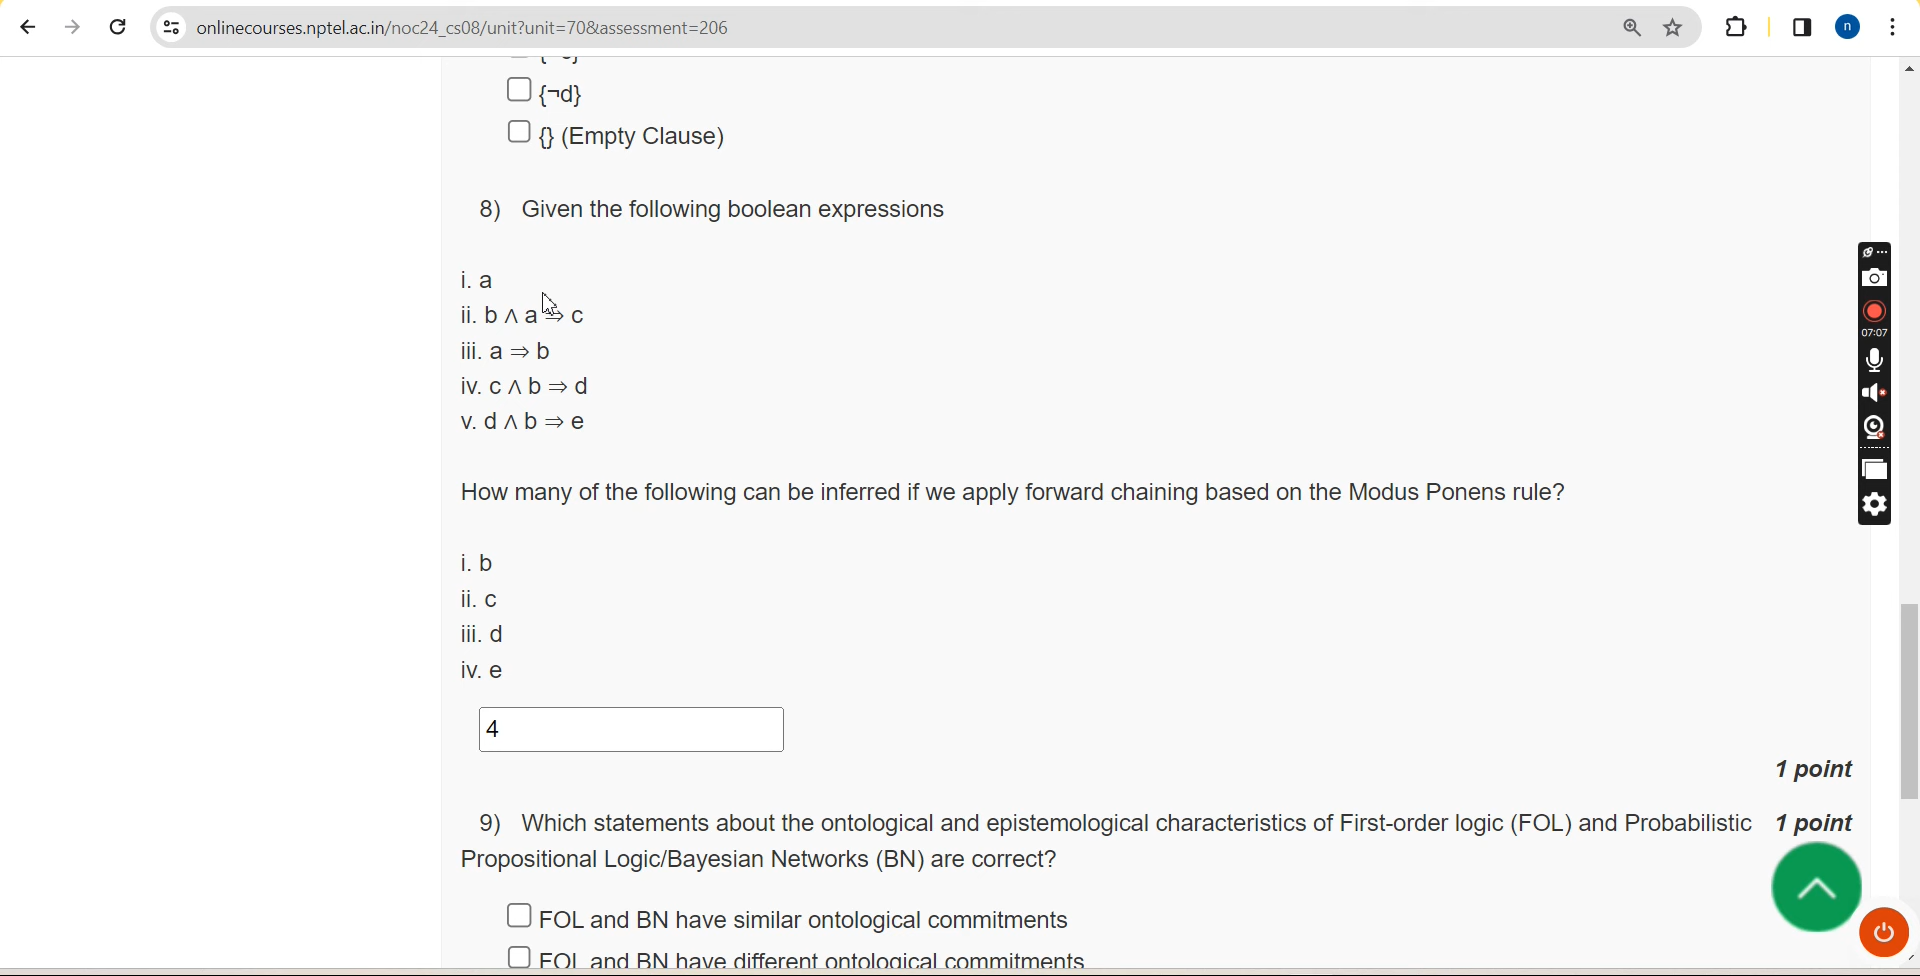 onlinecourses.nptel.ac.in/noc24_cs08/unit?unit=70&assessment=206
n
{¬d}
{} (Empty Clause)
8) Given the following boolean expressions
i. a
ii. b ∧ a ⇒ c
iii. a ⇒ b
iv. c ∧ b ⇒ d
v. d ∧ b ⇒ e
07:07
How many of the following can be inferred if we apply forward chaining based on the Modus Ponens rule?
i. b
ii. c
iii. d
iv. e
4
1 point
9) Which statements about the ontological and epistemological characteristics of First-order logic (FOL) and Probabilistic 1 point
Propositional Logic/Bayesian Networks (BN) are correct?
FOL and BN have similar ontological commitments
FOL and BN have different ontological commitments